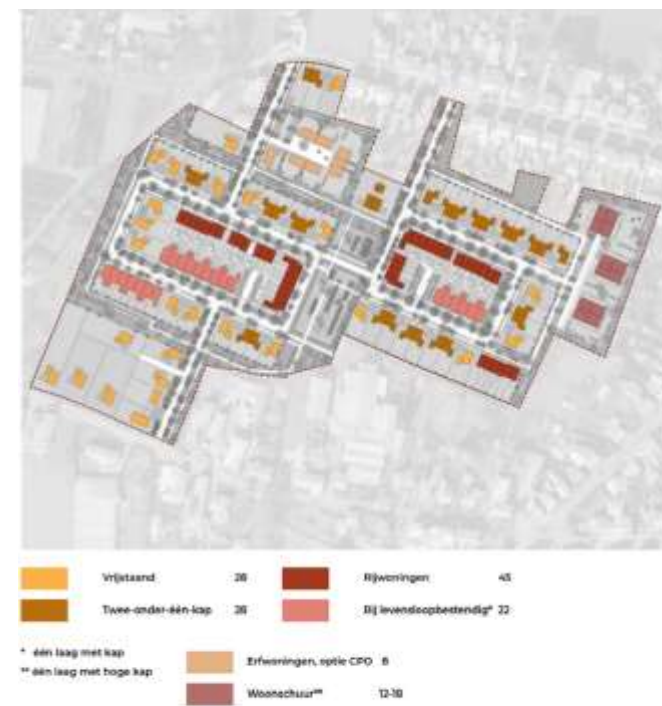 Vrijstaand 28 Rijwoningen 45
Twee-onder-één-kap 28 Rij levensloopbestendig* 22
* één laag met kap
** één laag met hoge kap
Erfwoningen, optie CPO 8
Woonschuur** 12-18